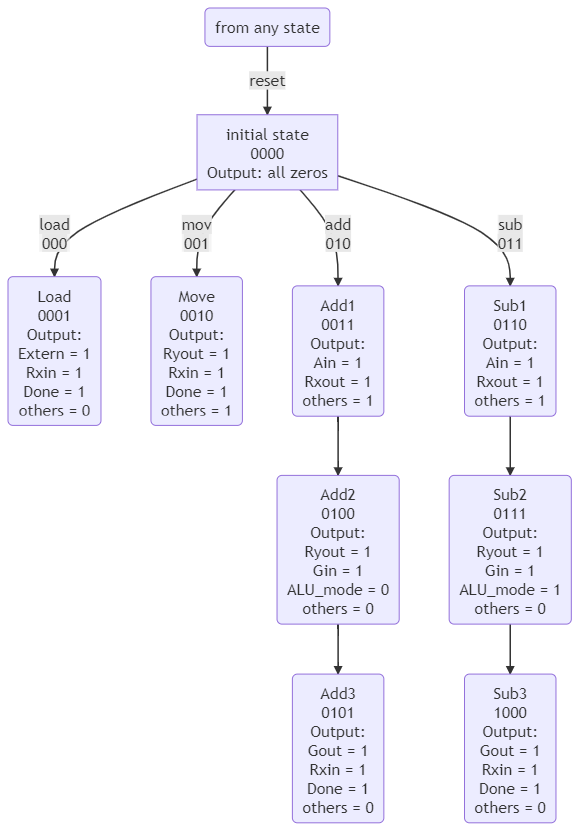 from any state
reset
initial state
0000
Output: all zeros
load
000
mov
001
add
010
sub
011
Load
0001
Output:
Extern = 1
Rxin = 1
Done = 1
others = 0
Move
0010
Output:
Ryout = 1
Rxin = 1
Done = 1
others = 1
Add1
0011
Output:
Ain = 1
Rxout = 1
others = 1
Sub1
0110
Output:
Ain = 1
Rxout = 1
others = 1
Add2
0100
Output:
Ryout = 1
Gin = 1
ALU_mode = 0
others = 0
Sub2
0111
Output:
Ryout = 1
Gin = 1
ALU_mode = 1
others = 0
Add3
0101
Output:
Gout = 1
Rxin = 1
Done = 1
others = 0
Sub3
1000
Output:
Gout = 1
Rxin = 1
Done = 1
others = 0